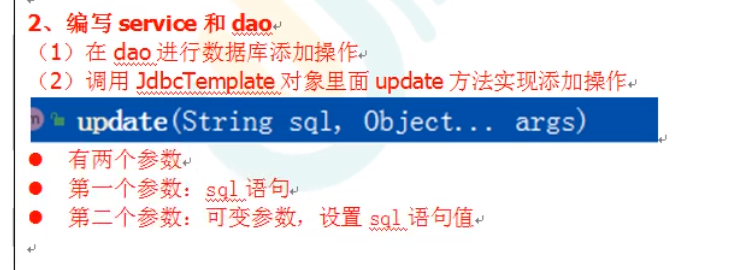 2、编写 service 和 dao
（1）在 dao 进行数据库添加操作
（2）调用 JdbcTemplate 对象里面 update 方法实现添加操作
m update(String sql, Object... args)
● 有两个参数
● 第一个参数：sql 语句
● 第二个参数：可变参数，设置 sql 语句值